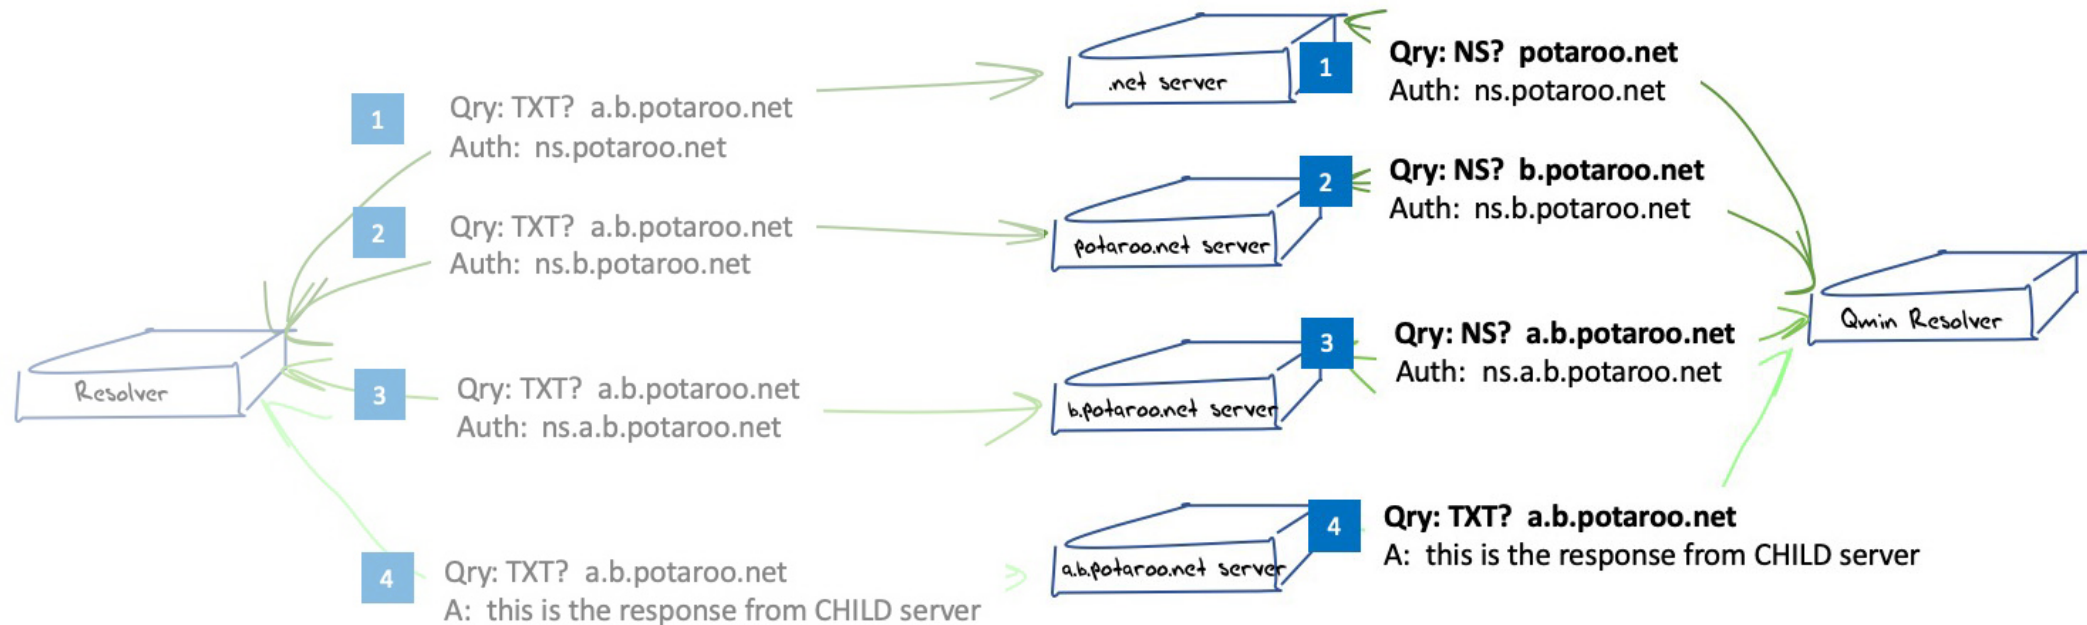 1
Qry: TXT?  a.b.potaroo.net
Auth:  ns.potaroo.net
2
Qry: TXT?  a.b.potaroo.net
Auth:  ns.b.potaroo.net
Resolver
3
Qry: TXT?  a.b.potaroo.net
Auth:  ns.a.b.potaroo.net
4
Qry: TXT?  a.b.potaroo.net
A:  this is the response from CHILD server
.net server
potaroo.net server
b.potaroo.net server
a.b.potaroo.net server
1
Qry: NS?  potaroo.net
Auth:  ns.potaroo.net
2
Qry: NS?  b.potaroo.net
Auth:  ns.b.potaroo.net
3
Qry: NS?  a.b.potaroo.net
Auth:  ns.a.b.potaroo.net
4
Qry: TXT?  a.b.potaroo.net
A:  this is the response from CHILD server
Qmin Resolver